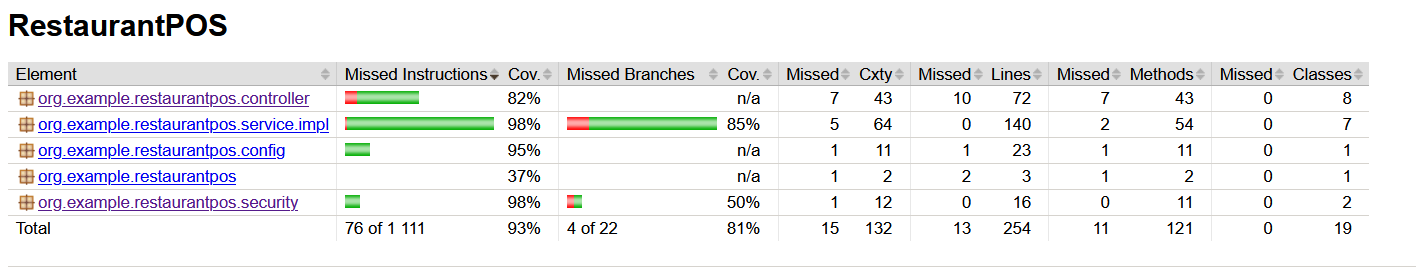 RestaurantPOS
Element Missed Instructions Cov. Missed Branches Cov. Missed Cxty Missed Lines Missed Methods Missed Classes
org.example.restaurantpos.controller 82% n/a 7 43 10 72 7 43 0 8
org.example.restaurantpos.service.impl 98% 85% 5 64 0 140 2 54 0 7
org.example.restaurantpos.config 95% n/a 1 11 1 23 1 11 0 1
org.example.restaurantpos 37% n/a 1 2 2 3 1 2 0 1
org.example.restaurantpos.security 98% 50% 1 12 0 16 0 11 0 2
Total 76 of 1 111 93% 4 of 22 81% 15 132 13 254 11 121 0 19